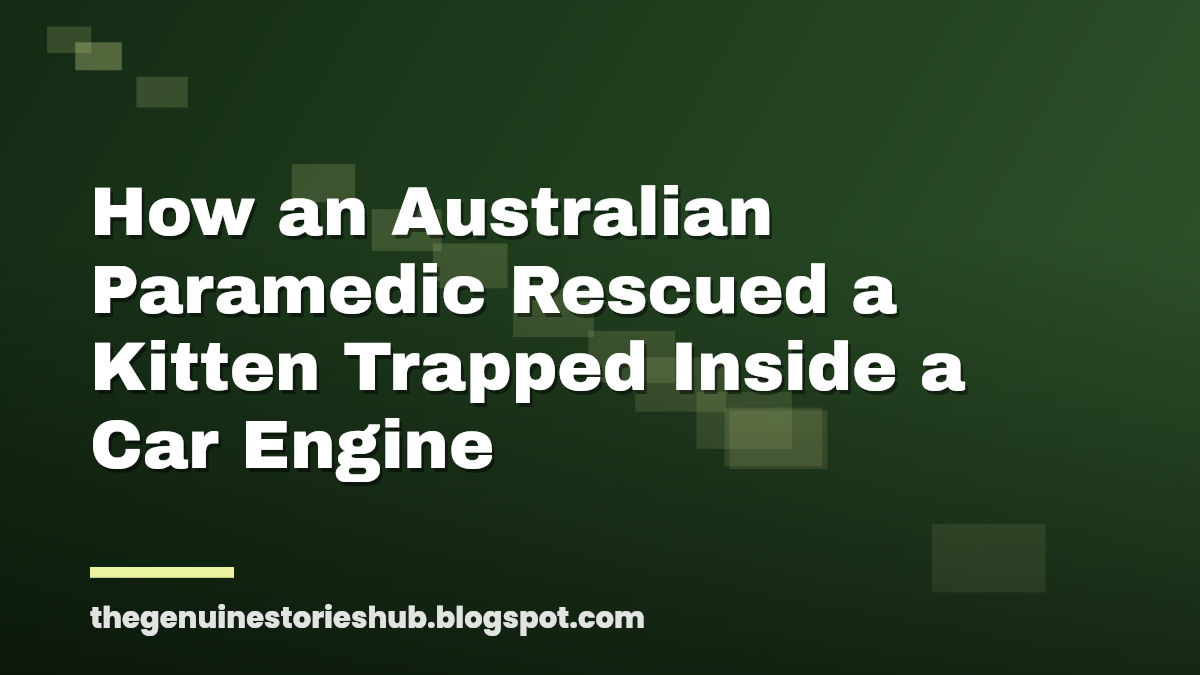 How an Australian
Paramedic Rescued a
Kitten Trapped Inside a
Car Engine
thegenuinestorieshub.blogspot.com